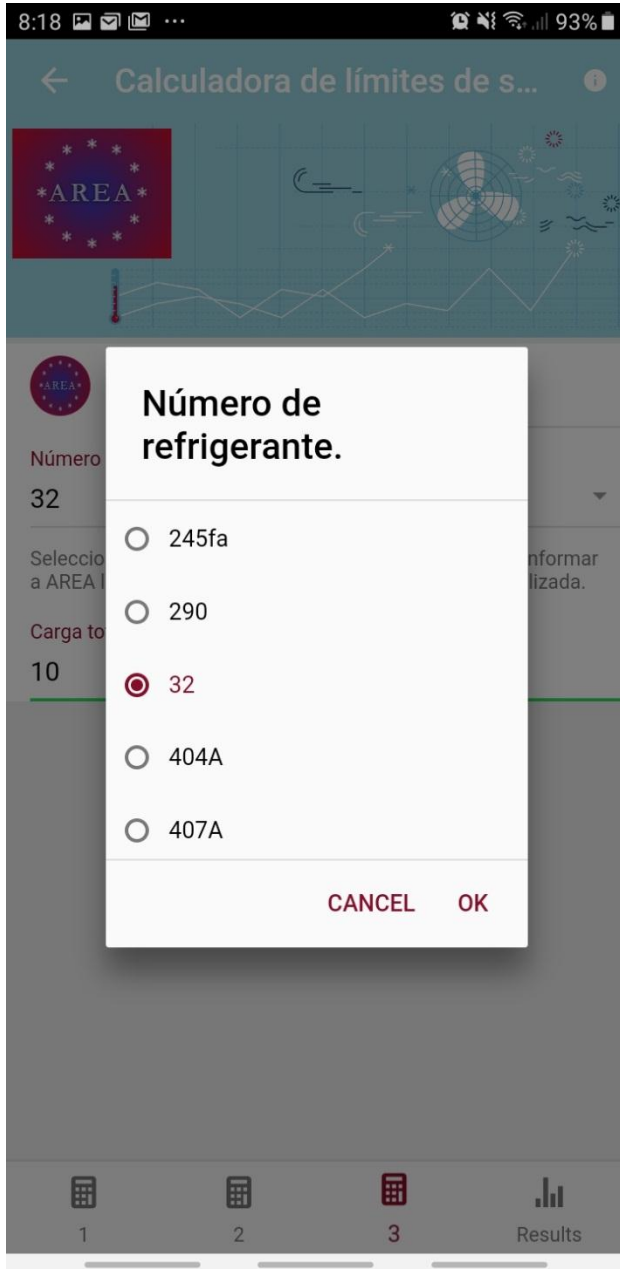 8:18 ... 93%
Calculadora de límites de s...
*AREA*
*AREA*
Número de
refrigerante.
Número
32
245fa
Seleccio nformar
a AREA l lizada.
290
Carga to
10
32
404A
407A
CANCEL OK
1 2 3 Results